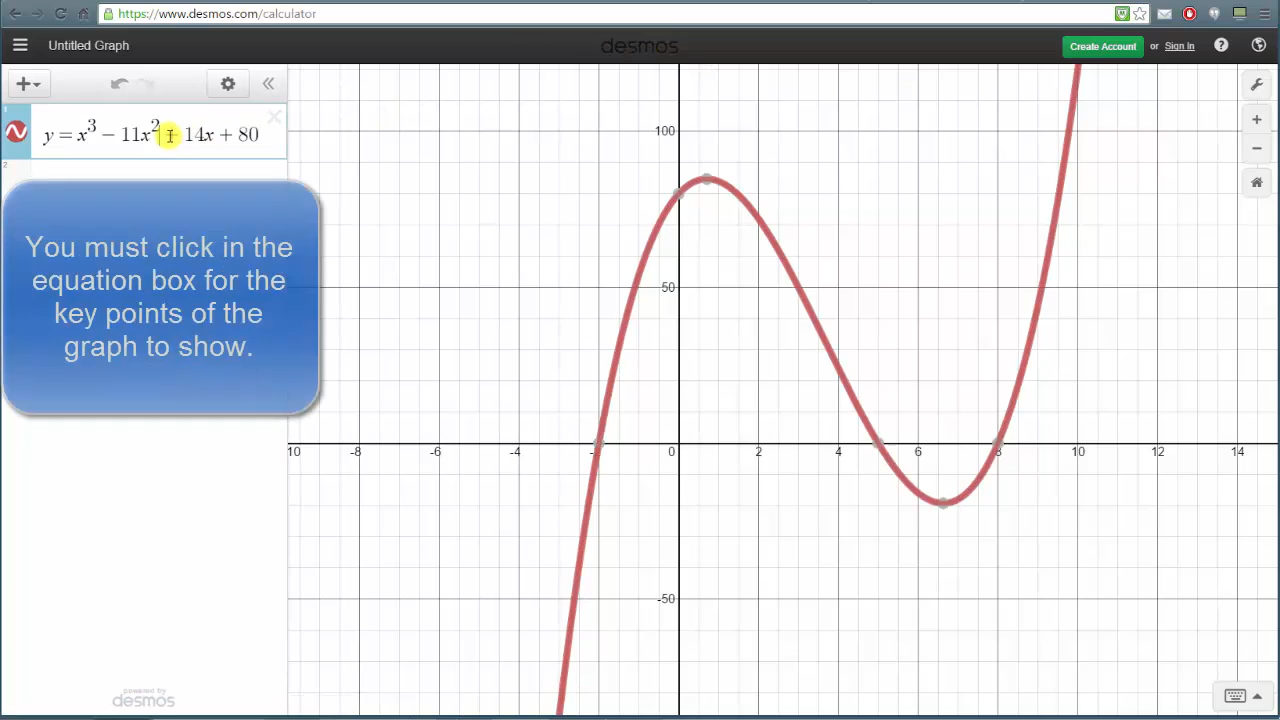 https://www.desmos.com/calculator
Untitled Graph
desmos
Create Account or Sign In
1
y = x³ − 11x² + 14x + 80
2
You must click in the
equation box for the
key points of the
graph to show.
100
50
10 -8 -6 -4 -2 0 2 4 6 8 10 12 14
-50
powered by
desmos